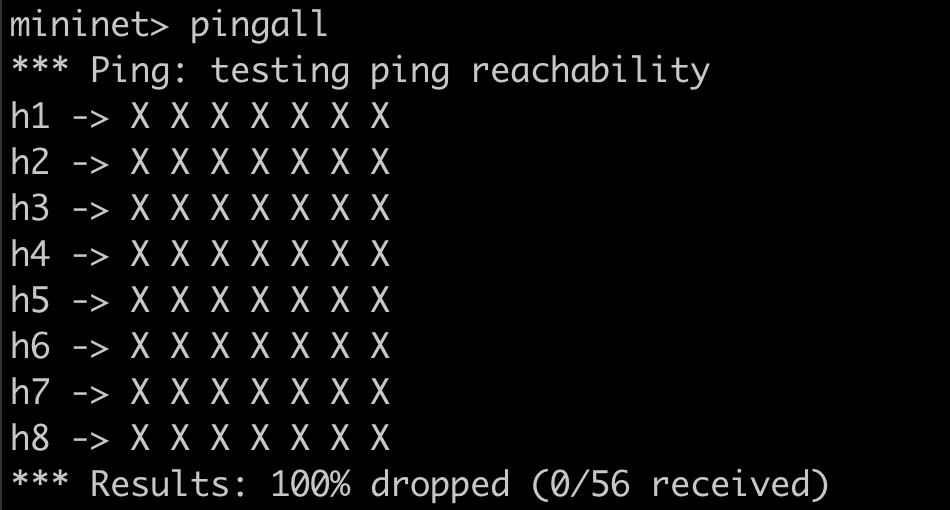 mininet> pingall
*** Ping: testing ping reachability
h1 -> X X X X X X X
h2 -> X X X X X X X
h3 -> X X X X X X X
h4 -> X X X X X X X
h5 -> X X X X X X X
h6 -> X X X X X X X
h7 -> X X X X X X X
h8 -> X X X X X X X
*** Results: 100% dropped (0/56 received)